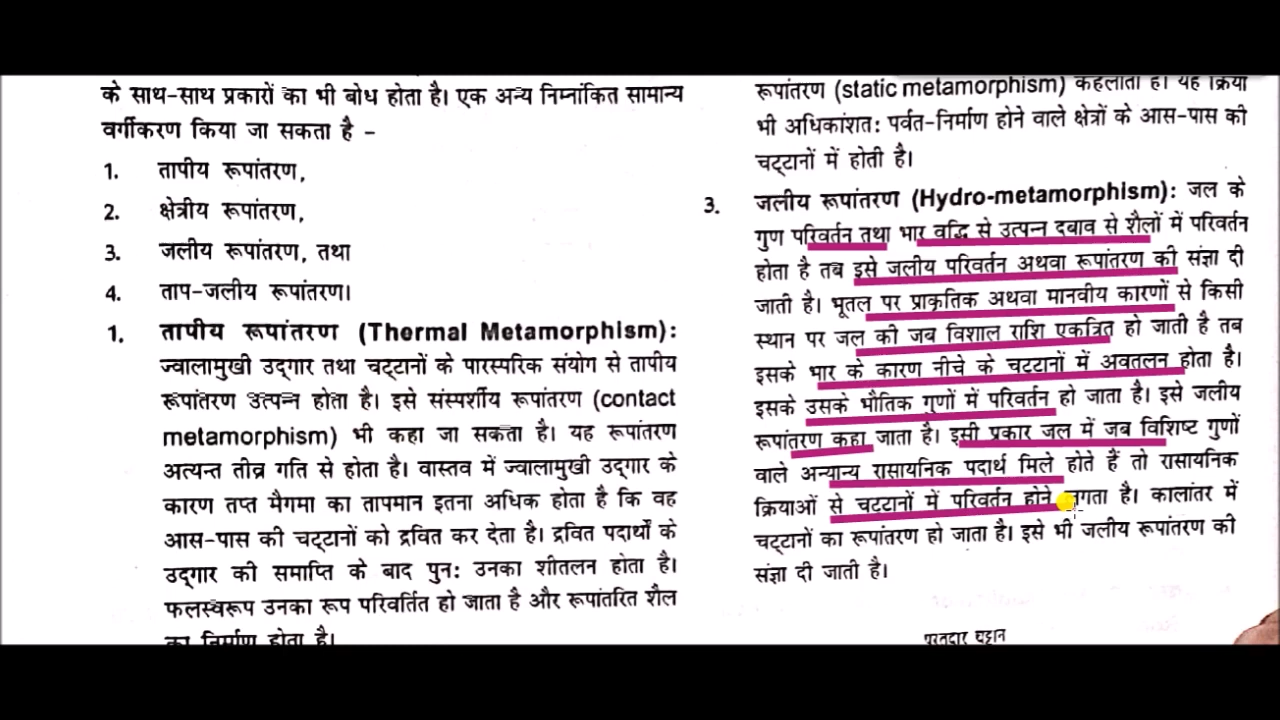 के साथ-साथ प्रकारों का भी बोध होता है। एक अन्य निम्नांकित सामान्य
वर्गीकरण किया जा सकता है -
1. तापीय रूपांतरण,
2. क्षेत्रीय रूपांतरण,
3. जलीय रूपांतरण, तथा
4. ताप-जलीय रूपांतरण।
1. तापीय रूपांतरण (Thermal Metamorphism):
ज्वालामुखी उद्‌गार तथा चट्टानों के पारस्परिक संयोग से तापीय
रूपांतरण उत्पन्न होता है। इसे संस्पर्शीय रूपांतरण (contact
metamorphism) भी कहा जा सकता है। यह रूपांतरण
अत्यन्त तीव्र गति से होता है। वास्तव में ज्वालामुखी उद्‌गार के
कारण तप्त मैगमा का तापमान इतना अधिक होता है कि वह
आस-पास की चट्टानों को द्रवित कर देता है। द्रवित पदार्थों के
उद्‌गार की समाप्ति के बाद पुनः उनका शीतलन होता है।
फलस्वरूप उनका रूप परिवर्तित हो जाता है और रूपांतरित शैल
का निर्माण होता है।
रूपांतरण (static metamorphism) कहलाता है। यह क्रिया
भी अधिकांशतः पर्वत-निर्माण होने वाले क्षेत्रों के आस-पास की
चट्टानों में होती है।
3. जलीय रूपांतरण (Hydro-metamorphism): जल के
गुण परिवर्तन तथा भार वृद्धि से उत्पन्न दबाव से शैलों में परिवर्तन
होता है तब इसे जलीय परिवर्तन अथवा रूपांतरण की संज्ञा दी
जाती है। भूतल पर प्राकृतिक अथवा मानवीय कारणों से किसी
स्थान पर जल की जब विशाल राशि एकत्रित हो जाती है तब
इसके भार के कारण नीचे के चट्टानों में अवतलन होता है।
इसके उसके भौतिक गुणों में परिवर्तन हो जाता है। इसे जलीय
रूपांतरण कहा जाता है। इसी प्रकार जल में जब विशिष्ट गुणों
वाले अन्यान्य रासायनिक पदार्थ मिले होते हैं तो रासायनिक
क्रियाओं से चट्टानों में परिवर्तन होने लगता है। कालांतर में
चट्टानों का रूपांतरण हो जाता है। इसे भी जलीय रूपांतरण की
संज्ञा दी जाती है।
परतदार चट्टान